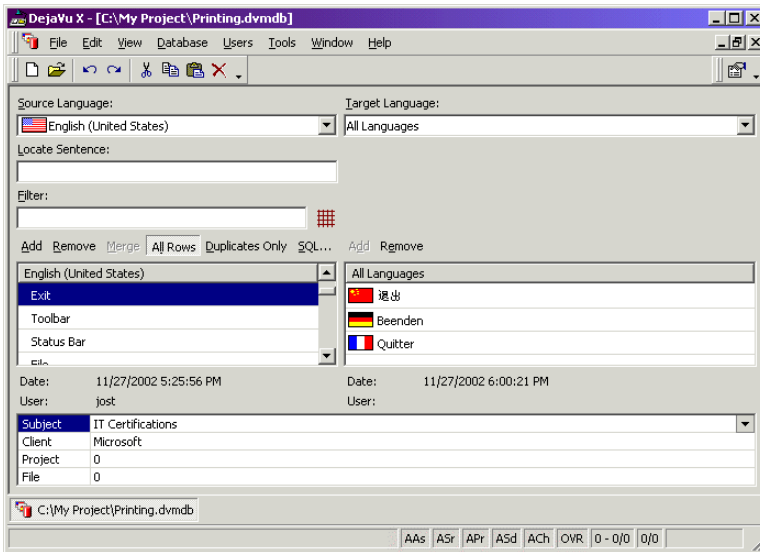 DejaVu X - [C:\My Project\Printing.dvmdb]
File Edit View Database Users Tools Window Help
Source Language: Target Language:
English (United States) All Languages
Locate Sentence:
Filter:
Add Remove Merge All Rows Duplicates Only SQL... Add Remove
English (United States) All Languages
Exit 退出
Toolbar Beenden
Status Bar Quitter
File
Date: 11/27/2002 5:25:56 PM Date: 11/27/2002 6:00:21 PM
User: jost User:
Subject IT Certifications
Client Microsoft
Project 0
File 0
C:\My Project\Printing.dvmdb
AAs ASr APr ASd ACh OVR 0 - 0/0 0/0